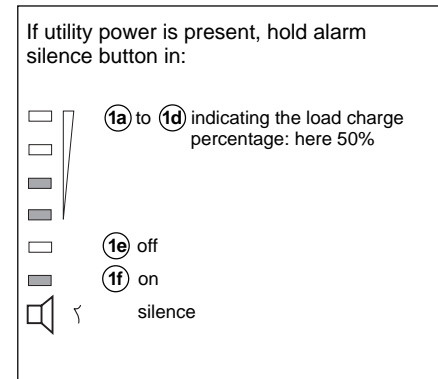 If utility power is present, hold alarm
silence button in:
1a to 1d indicating the load charge
percentage: here 50%
1e off
1f on
silence